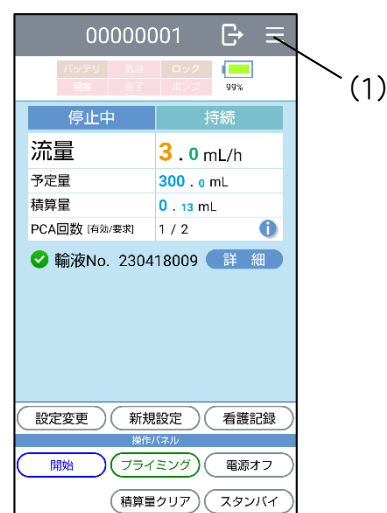 00000001
(1)
バッテリ 気泡 ロック
閉塞 完了 ポンプ 99%
停止中 持続
流量 3.0 mL/h
予定量 300.0 mL
積算量 0.13 mL
PCA回数 [有効/要求] 1 / 2
輸液No. 230418009 詳 細
設定変更 新規設定 看護記録
操作パネル
開始 プライミング 電源オフ
積算量クリア スタンバイ